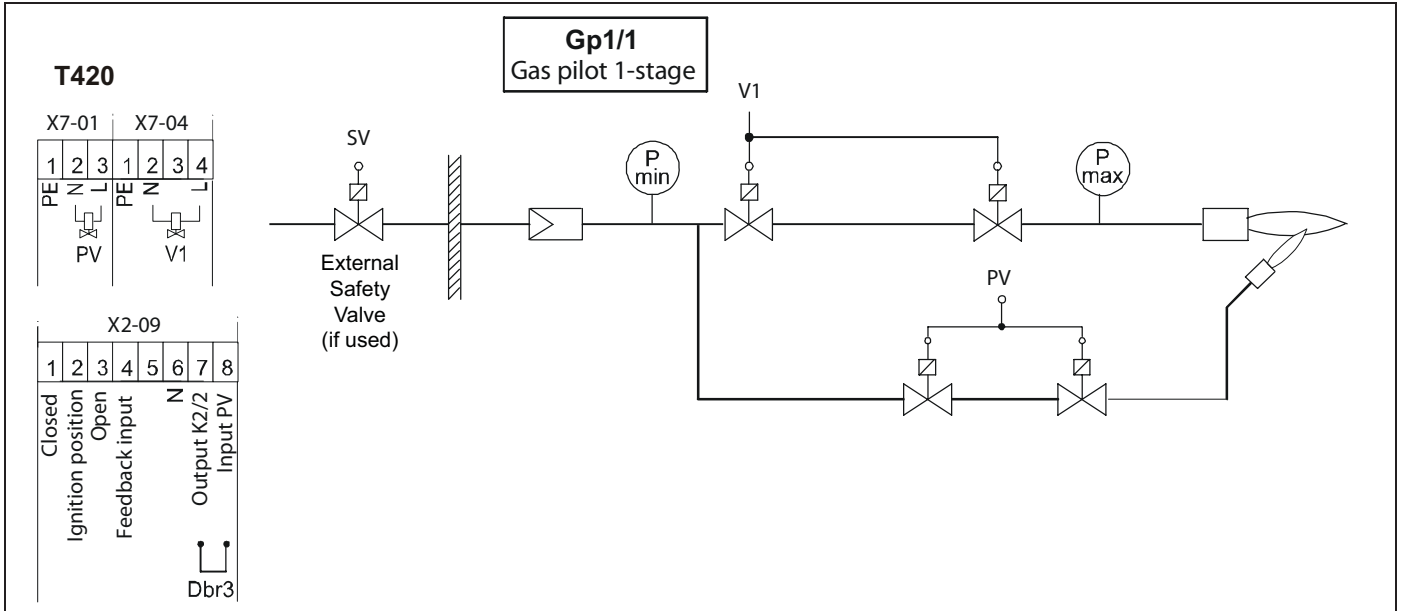 Gp1/1
Gas pilot 1-stage
T420
X7-01 X7-04
1 2 3 1 2 3 4
PE N L PE N L
PV V1
X2-09
1 2 3 4 5 6 7 8
Closed
Ignition position
Open
Feedback input
N
Output K2/2
Input PV
Dbr3
SV
External
Safety
Valve
(if used)
P
min
V1
P
max
PV